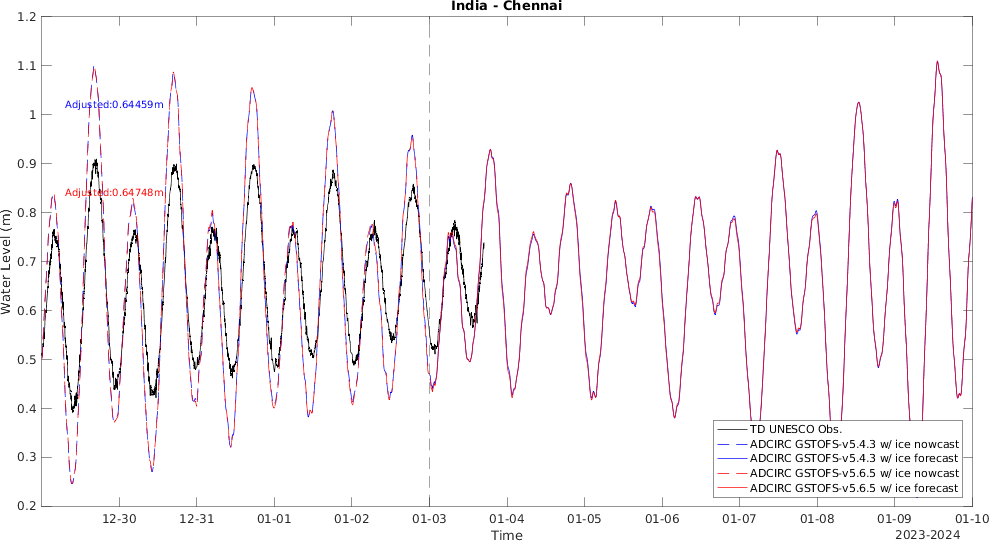 India - Chennai
1.2
1.1
1
0.9
0.8
0.7
0.6
0.5
0.4
0.3
0.2
Water Level (m)
Adjusted:0.64459m
Adjusted:0.64748m
TD UNESCO Obs.
ADCIRC GSTOFS-v5.4.3 w/ ice nowcast
ADCIRC GSTOFS-v5.4.3 w/ ice forecast
ADCIRC GSTOFS-v5.6.5 w/ ice nowcast
ADCIRC GSTOFS-v5.6.5 w/ ice forecast
12-30 12-31 01-01 01-02 01-03 01-04 01-05 01-06 01-07 01-08 01-09 01-10
Time
2023-2024